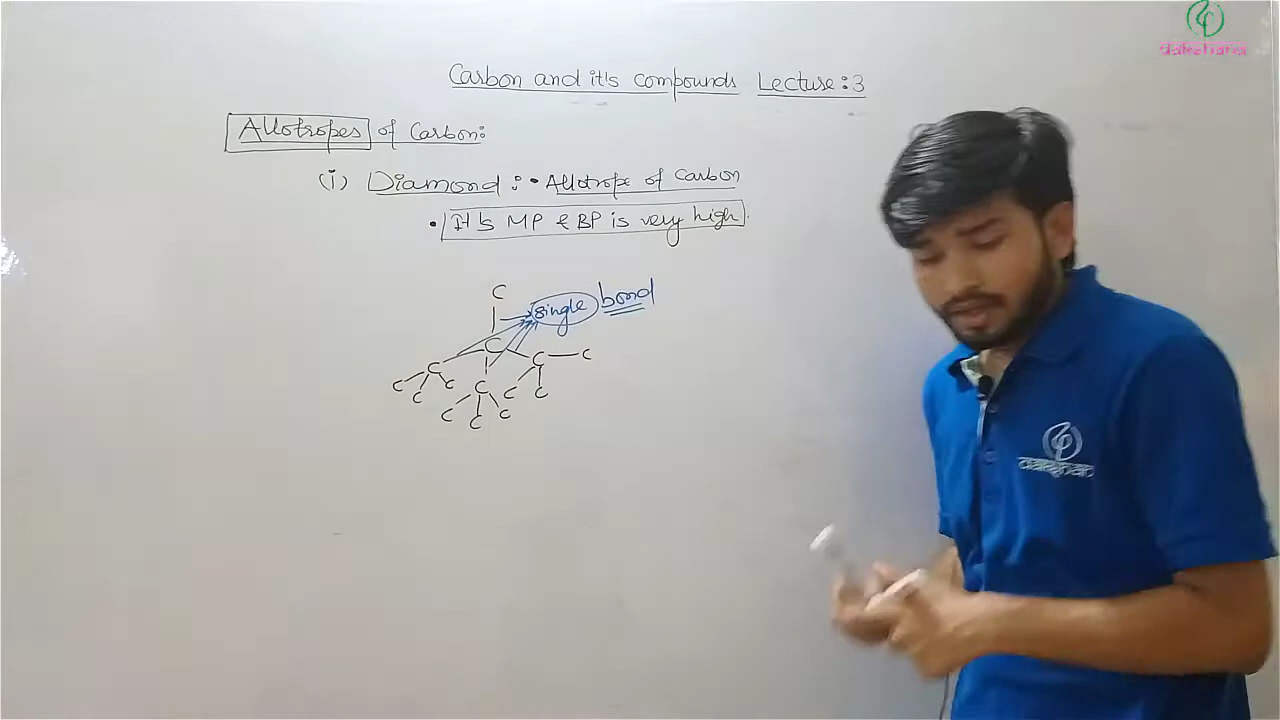 dakshana
Carbon and it's compounds Lecture: 3
Allotropes of Carbon:
(i) Diamond: • Allotrope of Carbon
• It's MP & BP is very high.
C
single bond
C
C C C
C C C C C
C C
C C
C